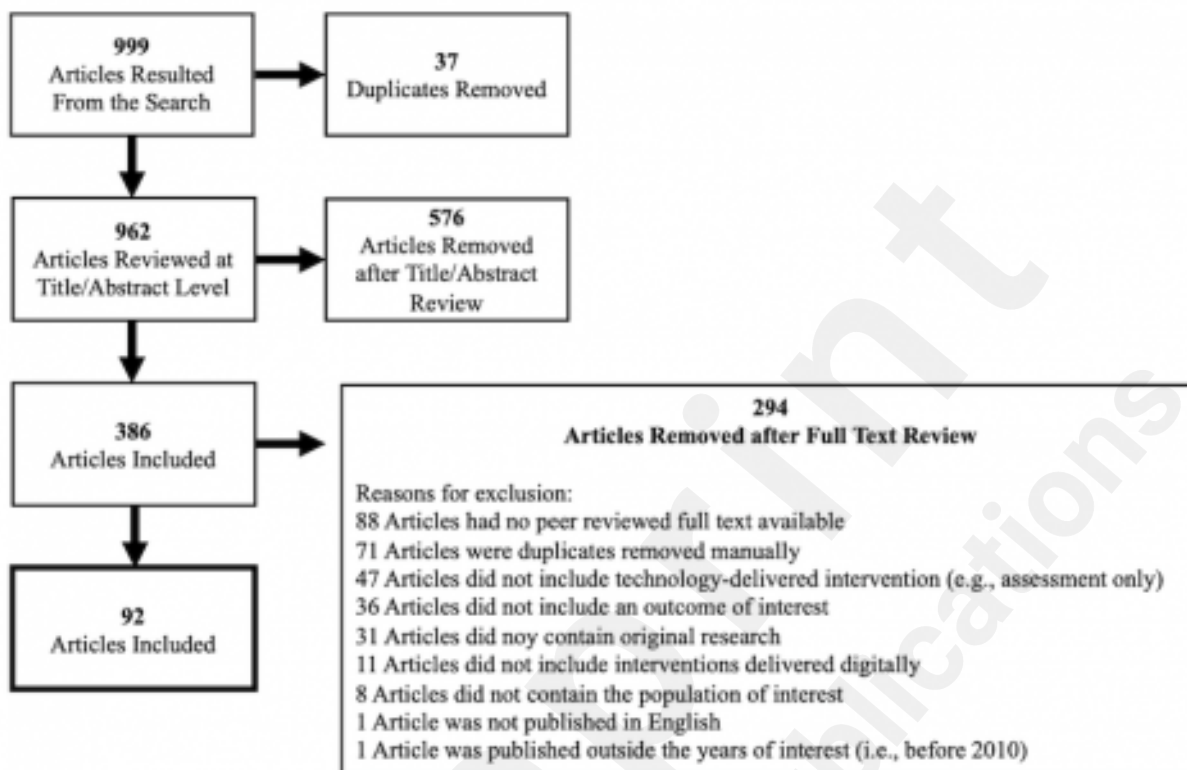 999
Articles Resulted
From the Search
37
Duplicates Removed
962
Articles Reviewed at
Title/Abstract Level
576
Articles Removed
after Title/Abstract
Review
386
Articles Included
294
Articles Removed after Full Text Review
Reasons for exclusion:
88 Articles had no peer reviewed full text available
71 Articles were duplicates removed manually
47 Articles did not include technology-delivered intervention (e.g., assessment only)
36 Articles did not include an outcome of interest
31 Articles did noy contain original research
11 Articles did not include interventions delivered digitally
8 Articles did not contain the population of interest
1 Article was not published in English
1 Article was published outside the years of interest (i.e., before 2010)
92
Articles Included